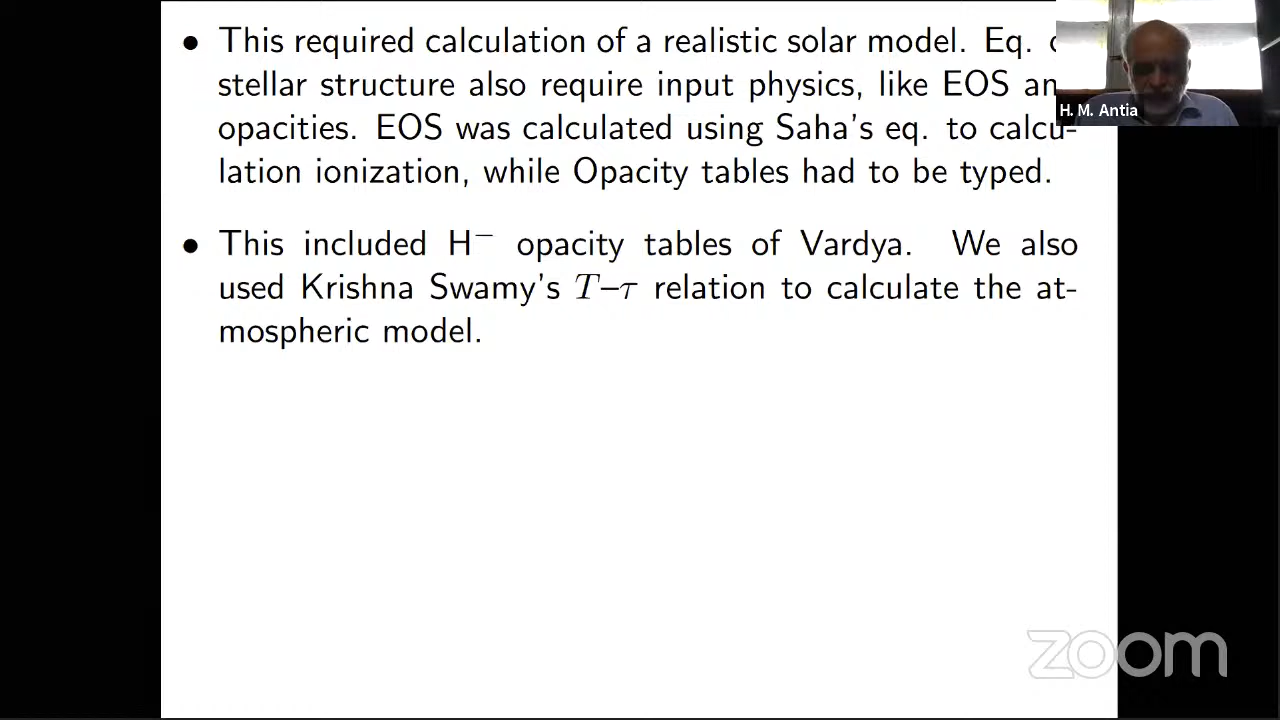 • This required calculation of a realistic solar model. Eq.
stellar structure also require input physics, like EOS
opacities. EOS was calculated using Saha's eq. to calcu-
lation ionization, while Opacity tables had to be typed.
• This included H⁻ opacity tables of Vardya. We also
used Krishna Swamy's T–τ relation to calculate the at-
mospheric model.
H. M. Antia
zoom